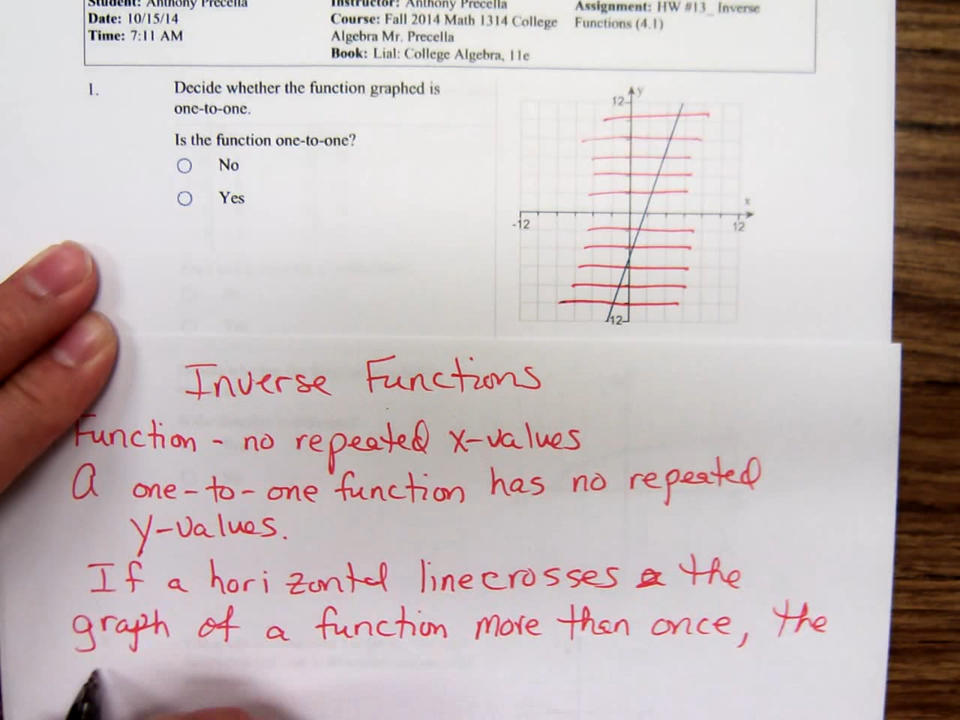 Student: Anthony Precella
Instructor: Anthony Precella
Assignment: HW #13_ Inverse
Date: 10/15/14
Course: Fall 2014 Math 1314 College
Functions (4.1)
Time: 7:11 AM
Algebra Mr. Precella
Book: Lial: College Algebra, 11e
1.
Decide whether the function graphed is
one-to-one.
Is the function one-to-one?
No
Yes
12
y
x
-12
12
12
Inverse Functions
Function - no repeated x-values
A one-to-one function has no repeated
y-values.
If a horizontal line crosses the
graph of a function more than once, the